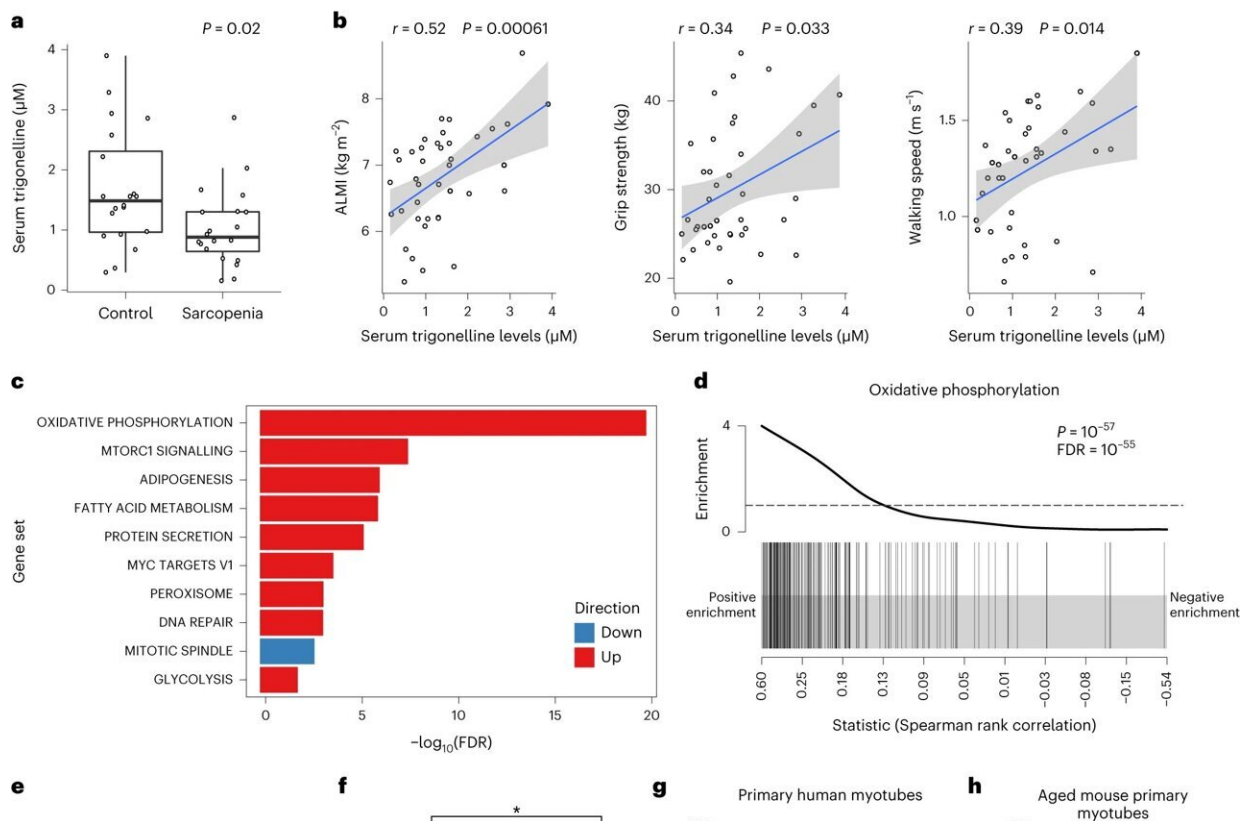 a
P = 0.02
Serum trigonelline (μM)
4
3
2
1
0
Control
Sarcopenia
b
r = 0.52 P = 0.00061
ALMI (kg m⁻²)
8
7
6
0 1 2 3 4
Serum trigonelline levels (μM)
r = 0.34 P = 0.033
Grip strength (kg)
40
30
20
0 1 2 3 4
Serum trigonelline levels (μM)
r = 0.39 P = 0.014
Walking speed (m s⁻¹)
1.5
1.0
0 1 2 3 4
Serum trigonelline levels (μM)
c
Gene set
OXIDATIVE PHOSPHORYLATION
MTORC1 SIGNALLING
ADIPOGENESIS
FATTY ACID METABOLISM
PROTEIN SECRETION
MYC TARGETS V1
PEROXISOME
DNA REPAIR
MITOTIC SPINDLE
GLYCOLYSIS
Direction
Down
Up
0 5 10 15 20
−log₁₀(FDR)
d
Oxidative phosphorylation
P = 10⁻⁵⁷
FDR = 10⁻⁵⁵
Enrichment
4
0
Positive
enrichment
Negative
enrichment
0.60 0.25 0.18 0.13 0.09 0.05 0.01 −0.03 −0.08 −0.15 −0.54
Statistic (Spearman rank correlation)
e
f
*
g
Primary human myotubes
h
Aged mouse primary
myotubes